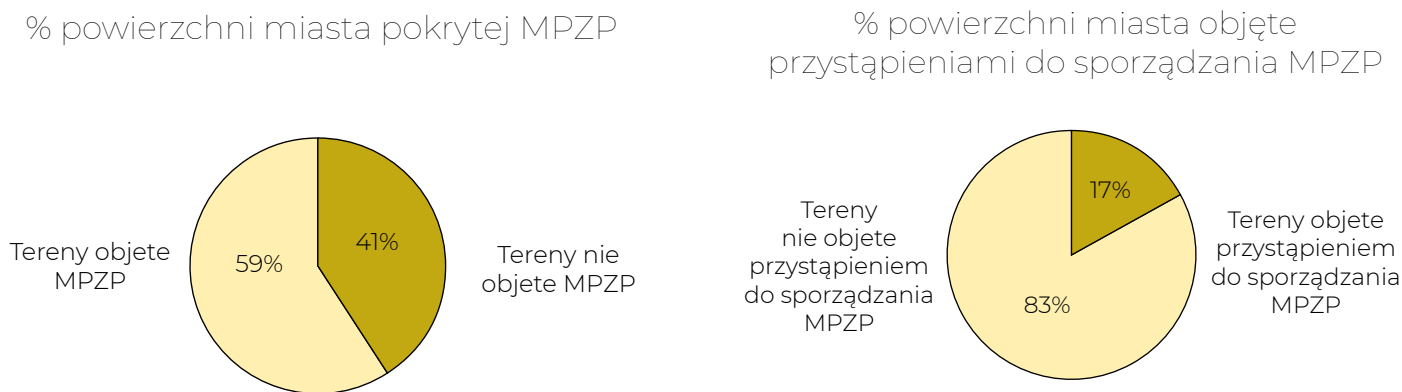 % powierzchni miasta pokrytej MPZP
% powierzchni miasta objęte
przystąpieniami do sporządzania MPZP
Tereny objete
MPZP
59%
41%
Tereny nie
objete MPZP
Tereny
nie objete
przystąpieniem
do sporządzania
MPZP
83%
17%
Tereny objete
przystąpieniem
do sporządzania
MPZP